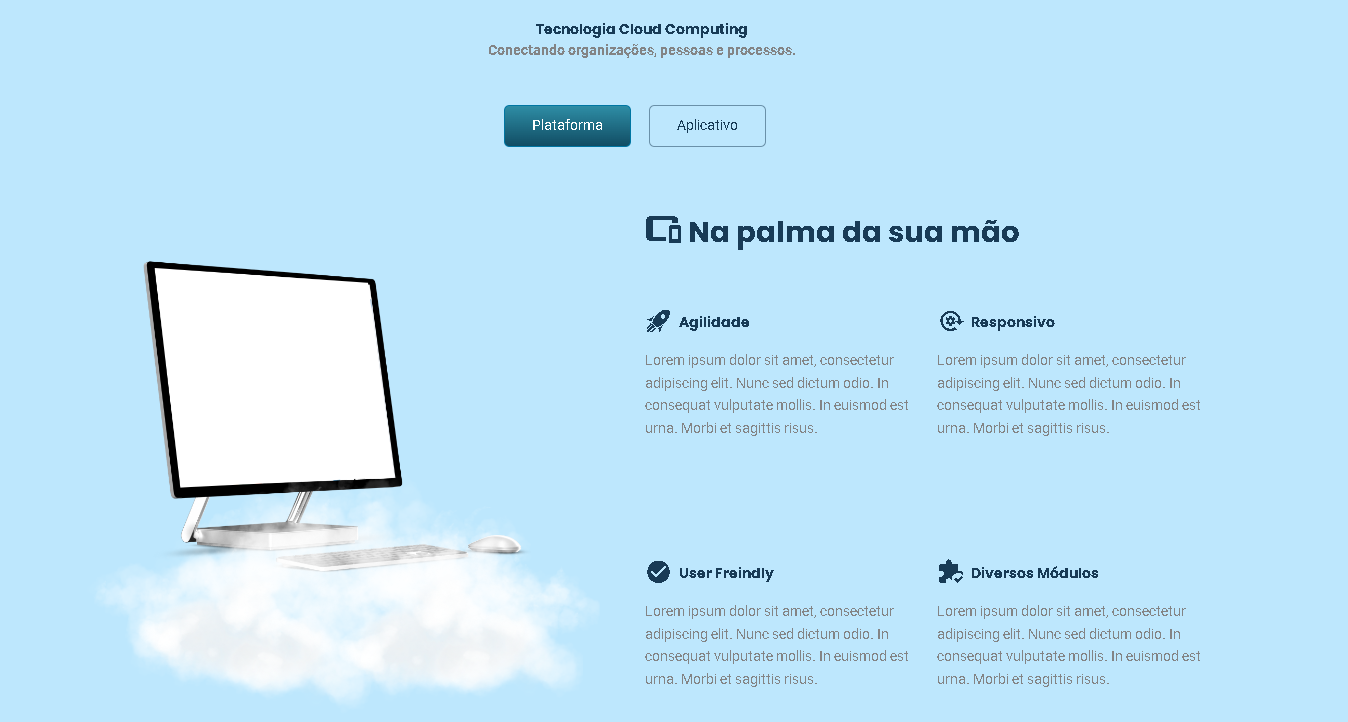 Tecnologia Cloud Computing
Conectando organizações, pessoas e processos.
Plataforma
Aplicativo
Na palma da sua mão
Agilidade
Lorem ipsum dolor sit amet, consectetur
adipiscing elit. Nunc sed dictum odio. In
consequat vulputate mollis. In euismod est
urna. Morbi et sagittis risus.
Responsivo
Lorem ipsum dolor sit amet, consectetur
adipiscing elit. Nunc sed dictum odio. In
consequat vulputate mollis. In euismod est
urna. Morbi et sagittis risus.
User Freindly
Lorem ipsum dolor sit amet, consectetur
adipiscing elit. Nunc sed dictum odio. In
consequat vulputate mollis. In euismod est
urna. Morbi et sagittis risus.
Diversos Módulos
Lorem ipsum dolor sit amet, consectetur
adipiscing elit. Nunc sed dictum odio. In
consequat vulputate mollis. In euismod est
urna. Morbi et sagittis risus.